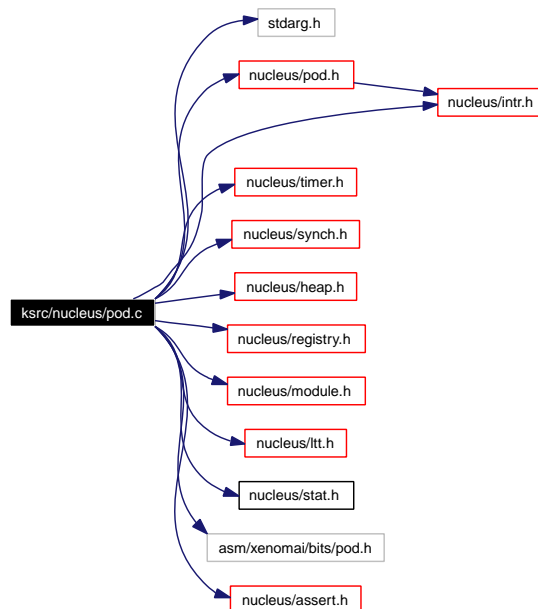 stdarg.h
nucleus/pod.h
nucleus/intr.h
nucleus/timer.h
nucleus/synch.h
nucleus/heap.h
ksrc/nucleus/pod.c
nucleus/registry.h
nucleus/module.h
nucleus/ltt.h
nucleus/stat.h
asm/xenomai/bits/pod.h
nucleus/assert.h